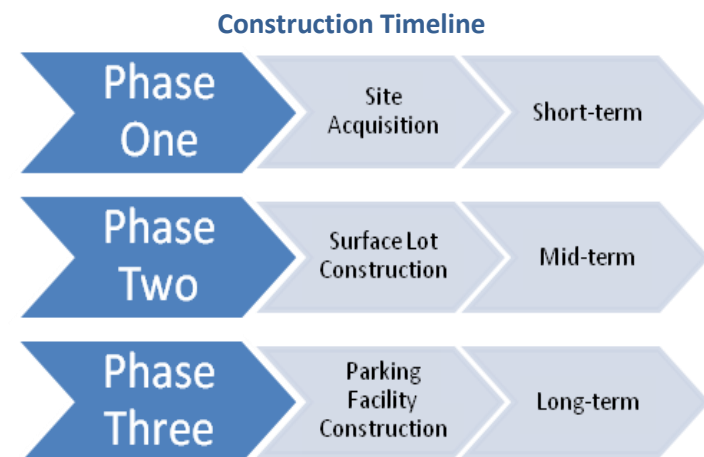 Construction Timeline
Phase
One
Site
Acquisition
Short-term
Phase
Two
Surface Lot
Construction
Mid-term
Phase
Three
Parking
Facility
Construction
Long-term